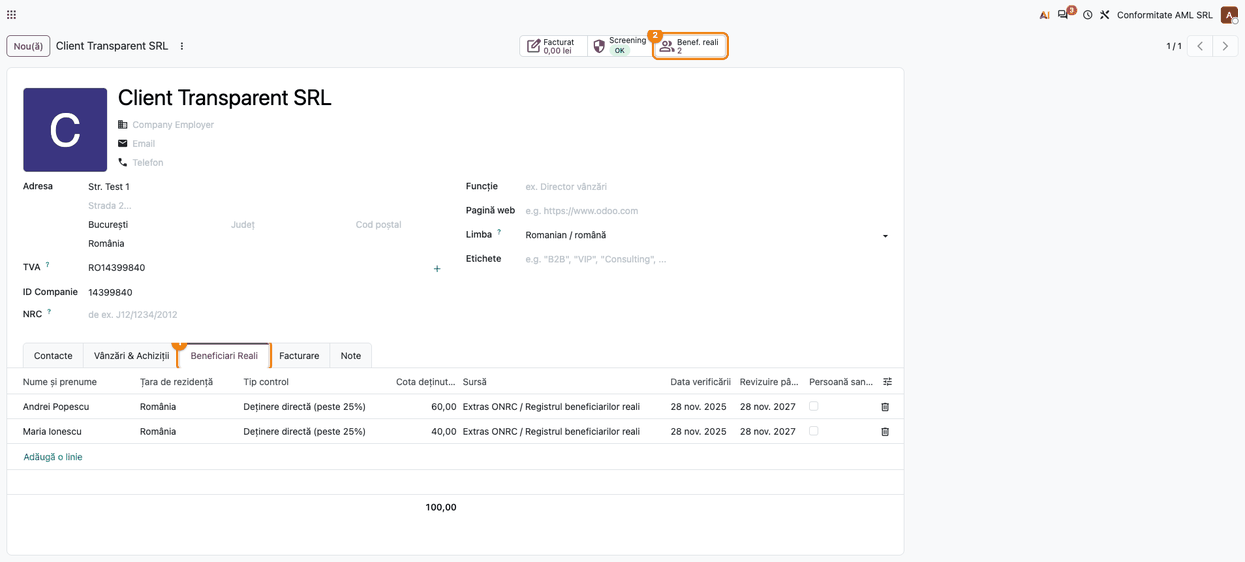 AI 3 Conformitate AML SRL A
Nou(ă) Client Transparent SRL
Facturat
0,00 lei
Screening
OK
2
Benef. reali
2
1 / 1
C
Client Transparent SRL
Company Employer
Email
Telefon
Adresa Str. Test 1
Strada 2...
București Județ Cod poștal
România
TVA ? RO14399840 +
ID Companie 14399840
NRC ? de ex. J12/1234/2012
Funcție ex. Director vânzări
Pagină web e.g. https://www.odoo.com
Limba ? Romanian / română
Etichete e.g. "B2B", "VIP", "Consulting", ...
Contacte Vânzări & Achiziții Beneficiari Reali Facturare Note
Nume și prenume Țara de rezidență Tip control Cota deținut... Sursă Data verificării Revizuire pâ... Persoană san...
Andrei Popescu România Deținere directă (peste 25%) 60,00 Extras ONRC / Registrul beneficiarilor reali 28 nov. 2025 28 nov. 2027
Maria Ionescu România Deținere directă (peste 25%) 40,00 Extras ONRC / Registrul beneficiarilor reali 28 nov. 2025 28 nov. 2027
Adăugă o linie
100,00